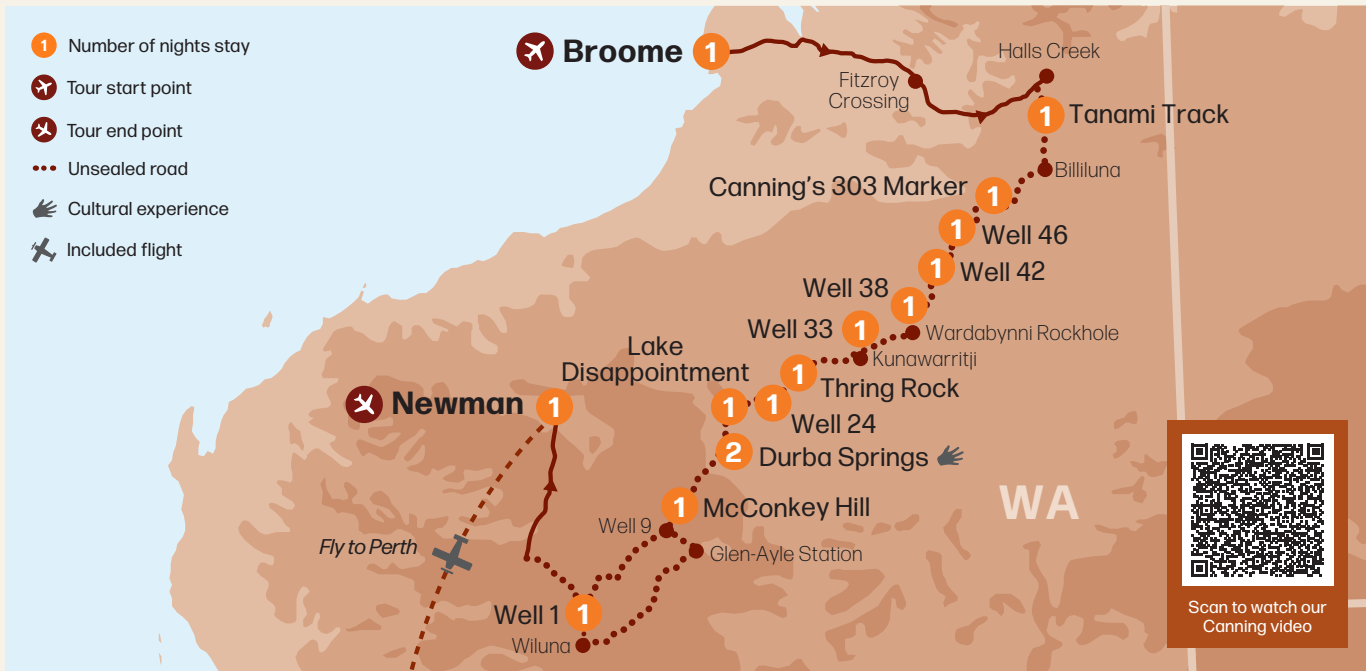 1 Number of nights stay
Tour start point
Tour end point
Unsealed road
Cultural experience
Included flight
Broome 1
Fitzroy
Crossing
Halls Creek
1 Tanami Track
Billiluna
Canning’s 303 Marker 1
1 Well 46
1 Well 42
Well 38 1
Wardabynni Rockhole
Well 33 1
Kunawarritji
1 Thring Rock
1 Well 24
Lake
Disappointment
1
2 Durba Springs
1 McConkey Hill
Well 9
Glen-Ayle Station
Well 1 1
Wiluna
Newman 1
Fly to Perth
WA
Scan to watch our
Canning video